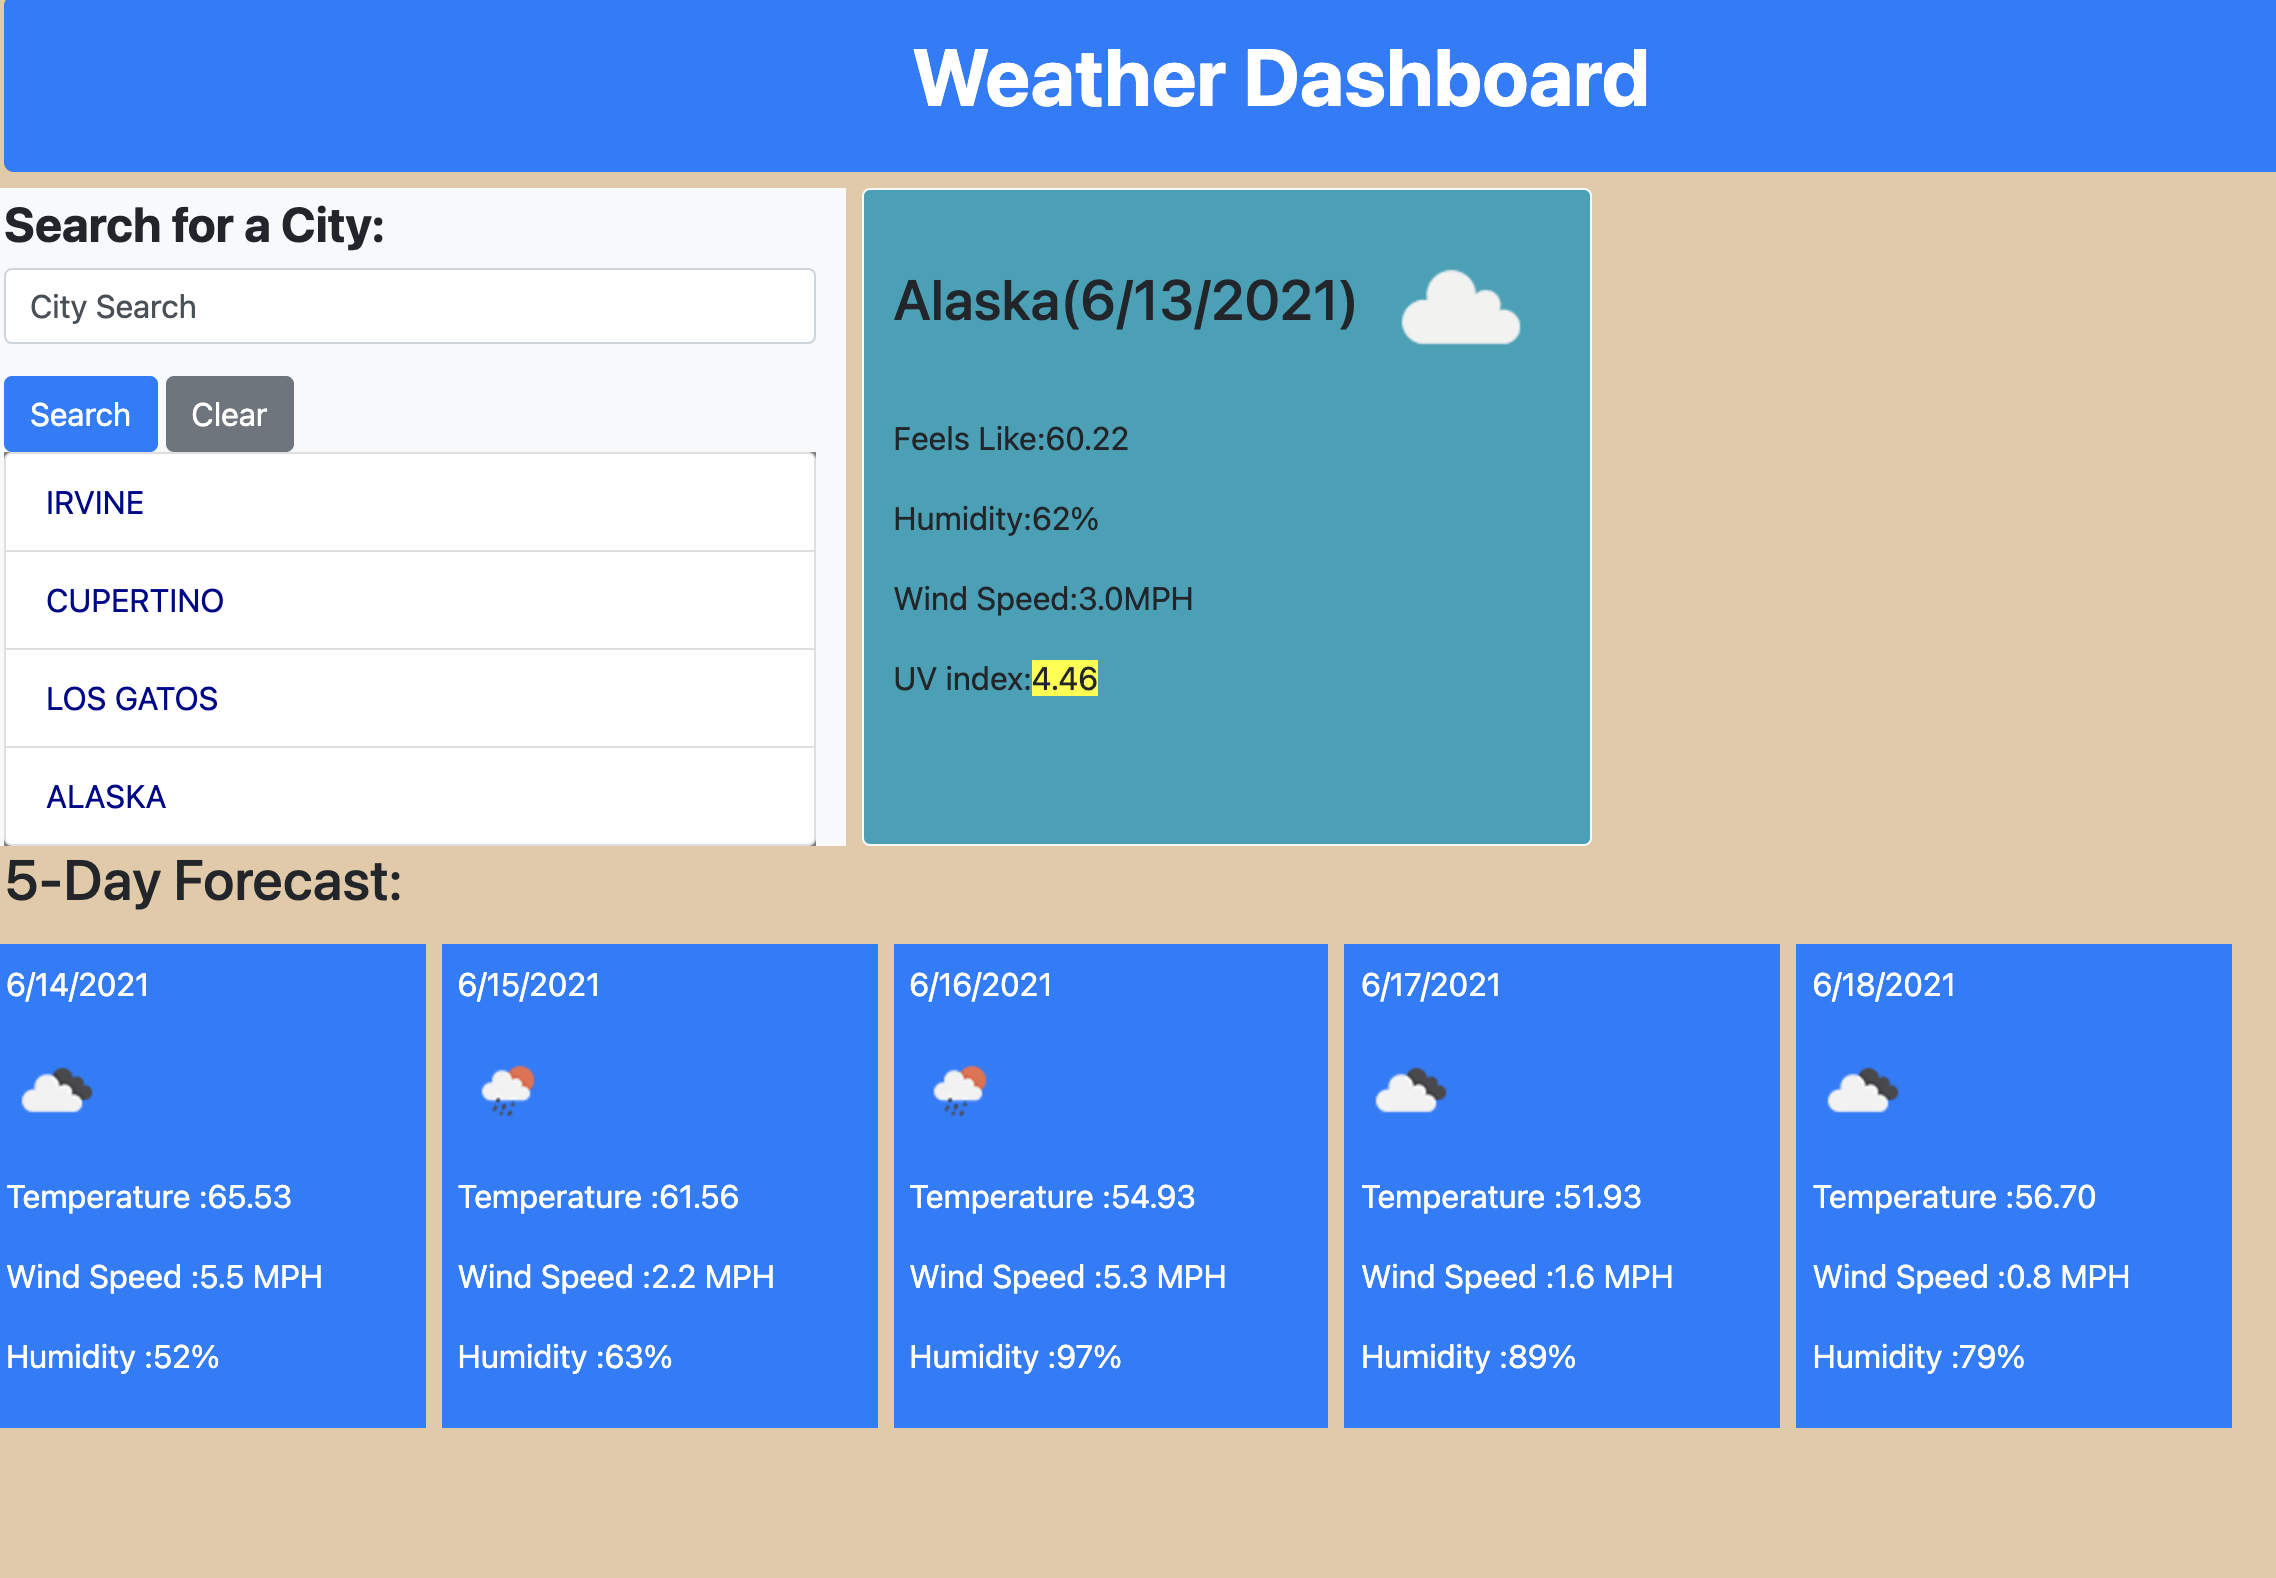 Weather Dashboard
Search for a City:
City Search
Search Clear
IRVINE
CUPERTINO
LOS GATOS
ALASKA
Alaska(6/13/2021)
Feels Like:60.22
Humidity:62%
Wind Speed:3.0MPH
UV index:4.46
5-Day Forecast:
6/14/2021
Temperature :65.53
Wind Speed :5.5 MPH
Humidity :52%
6/15/2021
Temperature :61.56
Wind Speed :2.2 MPH
Humidity :63%
6/16/2021
Temperature :54.93
Wind Speed :5.3 MPH
Humidity :97%
6/17/2021
Temperature :51.93
Wind Speed :1.6 MPH
Humidity :89%
6/18/2021
Temperature :56.70
Wind Speed :0.8 MPH
Humidity :79%